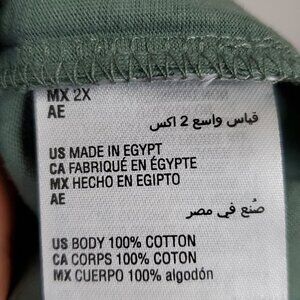 MX 2X
AE
قياس واسع 2 اكس
US MADE IN EGYPT
CA FABRIQUÉ EN ÉGYPTE
MX HECHO EN EGIPTO
AE
صُنع في مصر
US BODY 100% COTTON
CA CORPS 100% COTON
MX CUERPO 100% algodón